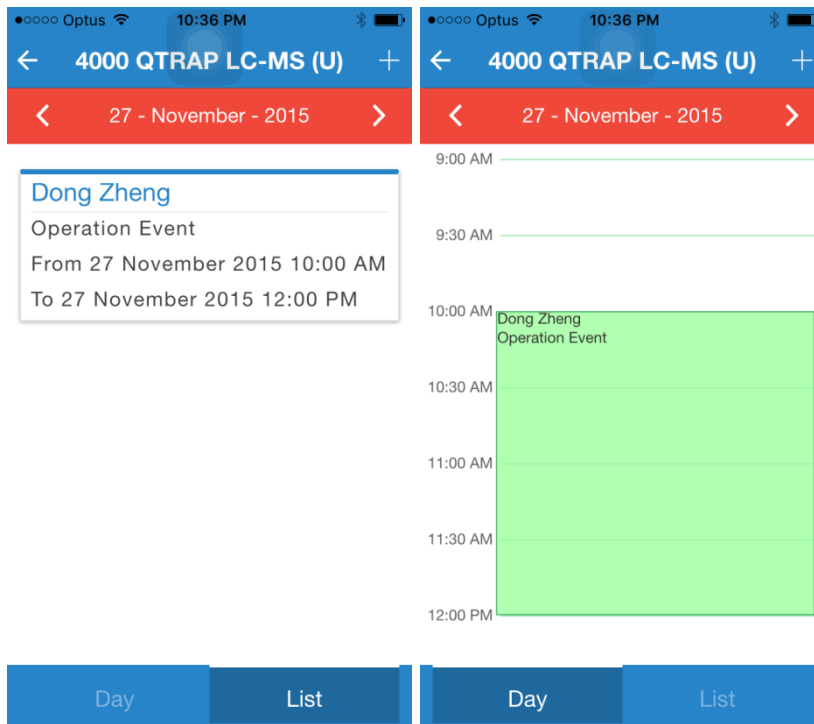 Optus 10:36 PM
4000 QTRAP LC-MS (U)
27 - November - 2015
Dong Zheng
Operation Event
From 27 November 2015 10:00 AM
To 27 November 2015 12:00 PM
Day List
Optus 10:36 PM
4000 QTRAP LC-MS (U)
27 - November - 2015
9:00 AM
9:30 AM
10:00 AM
Dong Zheng
Operation Event
10:30 AM
11:00 AM
11:30 AM
12:00 PM
Day List